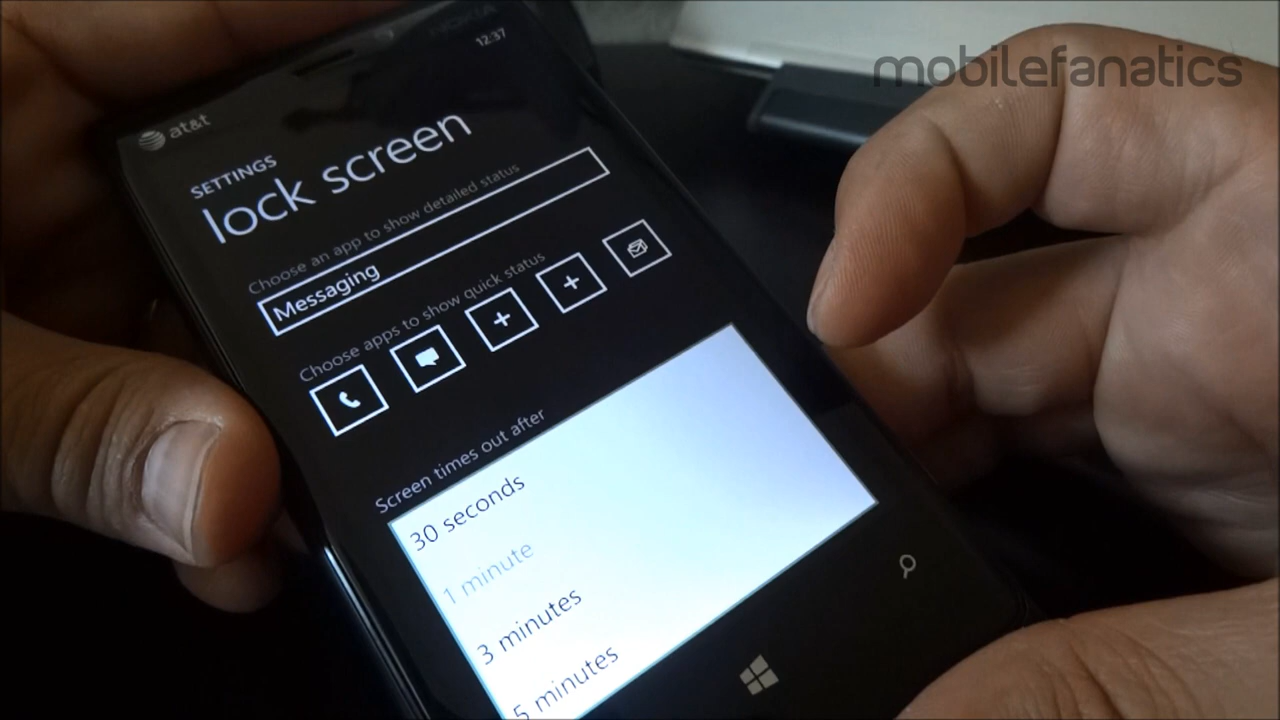 mobilefanatics
NOKIA
12:37
at&t
SETTINGS
lock screen
Choose an app to show detailed status
Messaging
Choose apps to show quick status
Screen times out after
30 seconds
1 minute
3 minutes
5 minutes